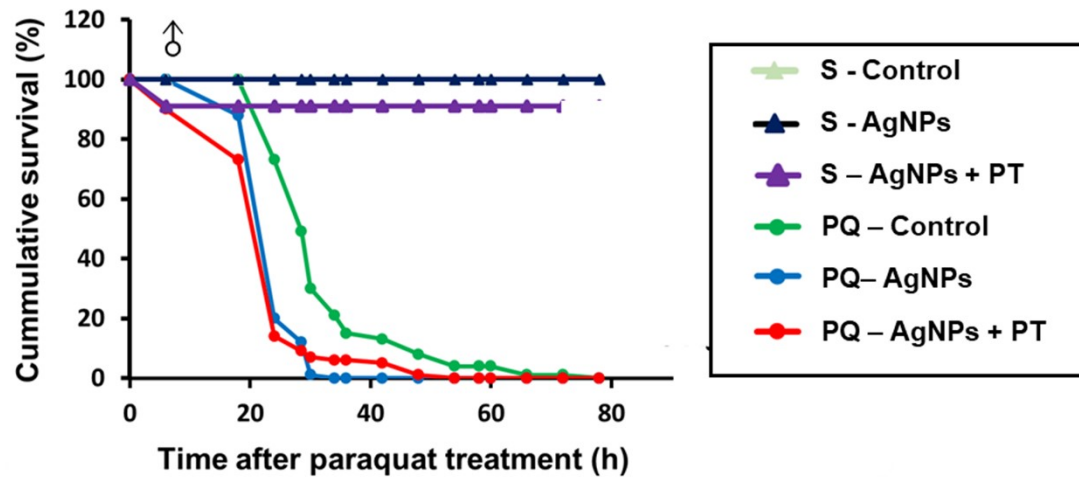 Cummulative survival (%)
120
100
80
60
40
20
0
0 20 40 60 80
Time after paraquat treatment (h)
♂
S - Control
S - AgNPs
S – AgNPs + PT
PQ – Control
PQ– AgNPs
PQ – AgNPs + PT